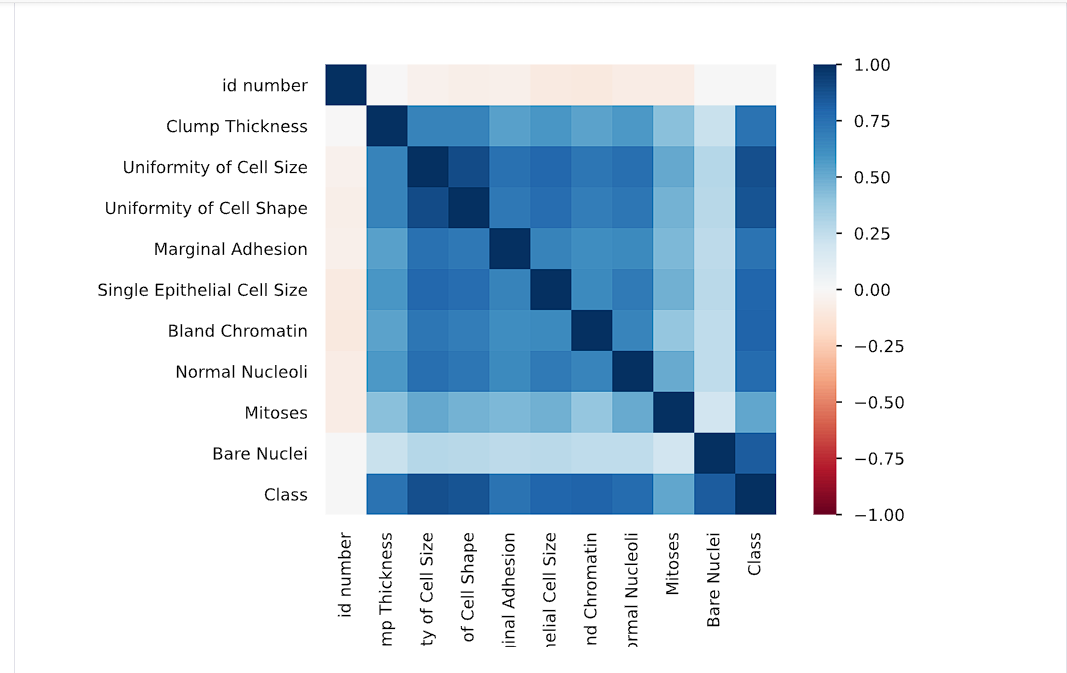 id number
Clump Thickness
Uniformity of Cell Size
Uniformity of Cell Shape
Marginal Adhesion
Single Epithelial Cell Size
Bland Chromatin
Normal Nucleoli
Mitoses
Bare Nuclei
Class
1.00
0.75
0.50
0.25
0.00
−0.25
−0.50
−0.75
−1.00
id number
mp Thickness
ty of Cell Size
of Cell Shape
ginal Adhesion
helial Cell Size
nd Chromatin
ormal Nucleoli
Mitoses
Bare Nuclei
Class